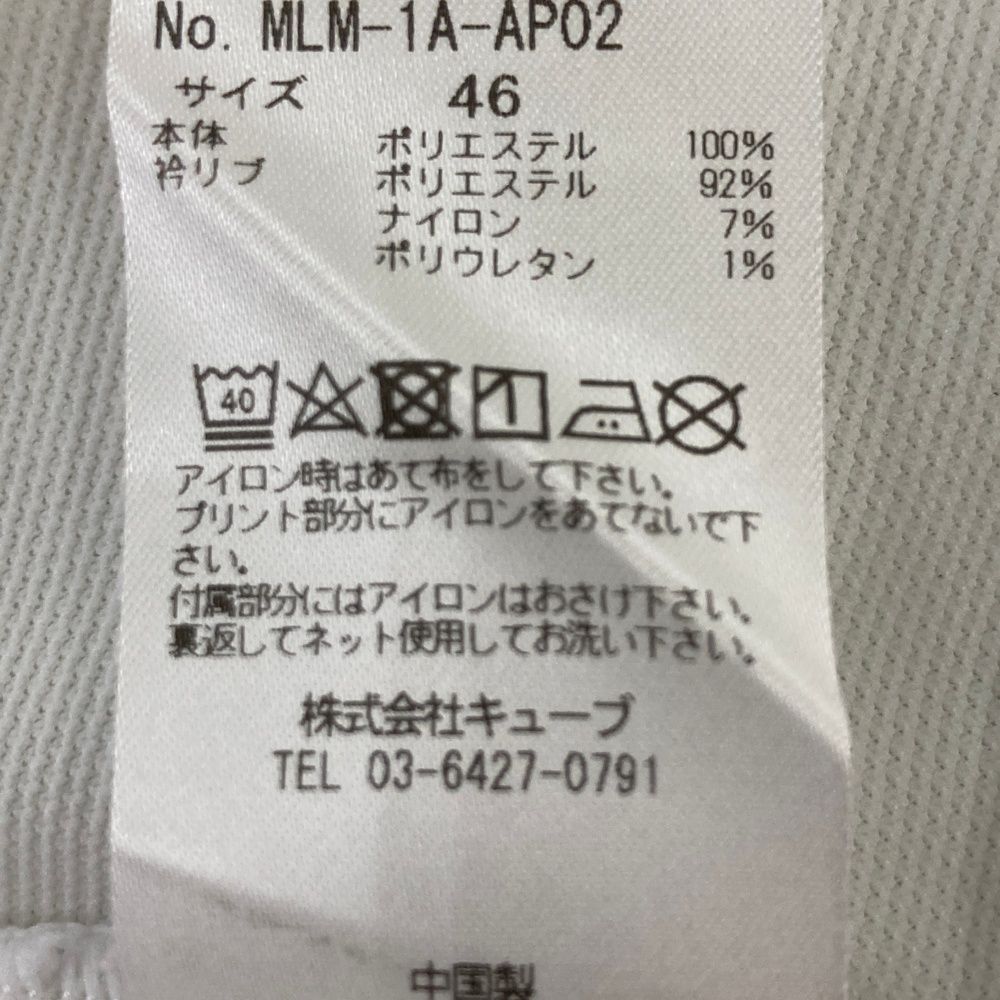 No. MLM-1A-AP02
サイズ 46
本体 ポリエステル 100%
衿リブ ポリエステル 92%
ナイロン 7%
ポリウレタン 1%
40
アイロン時はあて布をして下さい。
プリント部分にアイロンをあてないで下
さい。
付属部分にはアイロンはおさけ下さい。
裏返してネット使用してお洗い下さい。
株式会社キューブ
TEL 03-6427-0791
中国製